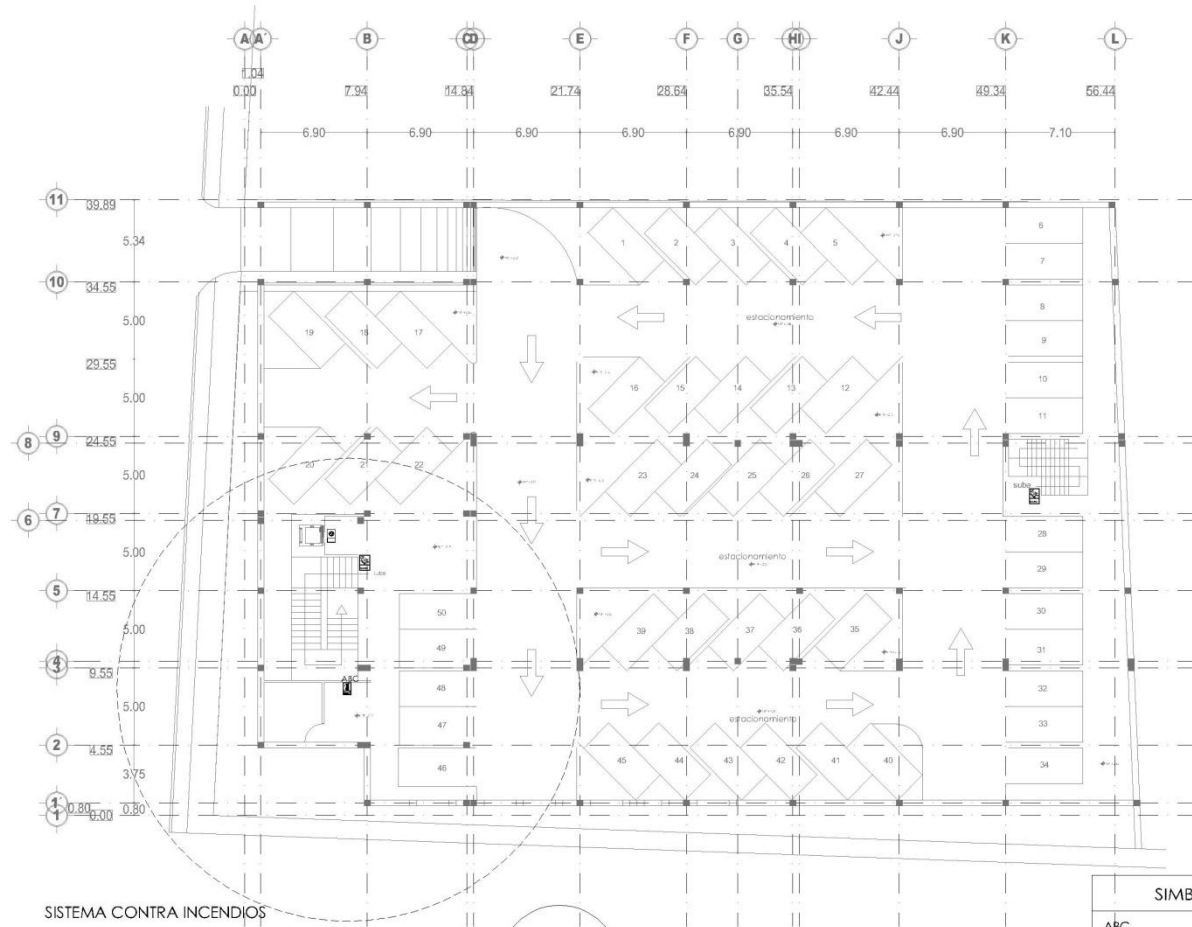 A A' B C D E F G H I J K L
1.04
0.00 7.94 14.84 21.74 28.64 35.54 42.44 49.34 56.44
6.90 6.90 6.90 6.90 6.90 6.90 6.90 7.10
11 39.89
5.34
10 34.55
5.00
29.55
5.00
9 24.55
8
5.00
7 19.55
6
5.00
5 14.55
5.00
4
3 9.55
5.00
2 4.55
3.75
1' 0.80 0.80
1 0.00
1 2 3 4 5 6
7
estacionamiento
8
19 18 17
9
16 15 14 13 12 10
11
20 21 22 23 24 25 26 27
sube
estacionamiento
28
sube
29
50 39 38 37 36 35 30
49 31
ABC
48 32
estacionamiento
47 33
46 45 44 43 42 41 40 34
SISTEMA CONTRA INCENDIOS
SIMB
ABC